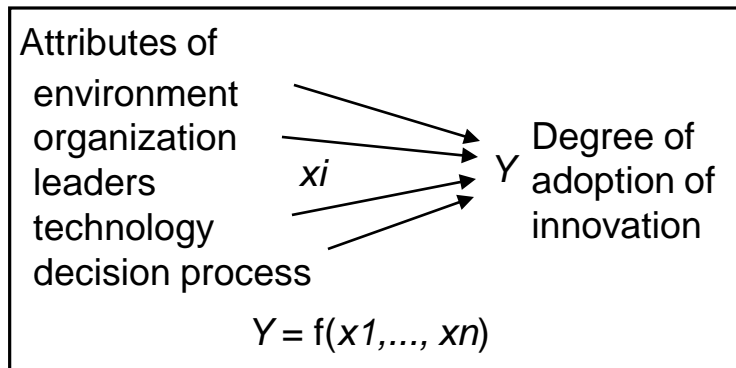 Attributes of
environment
organization
leaders
technology
decision process
xi
Y
Degree of
adoption of
innovation
Y = f(x1,..., xn)